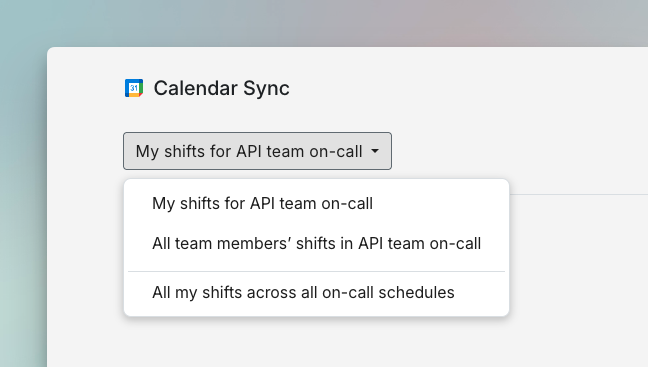 31 Calendar Sync
My shifts for API team on-call
My shifts for API team on-call
All team members’ shifts in API team on-call
All my shifts across all on-call schedules